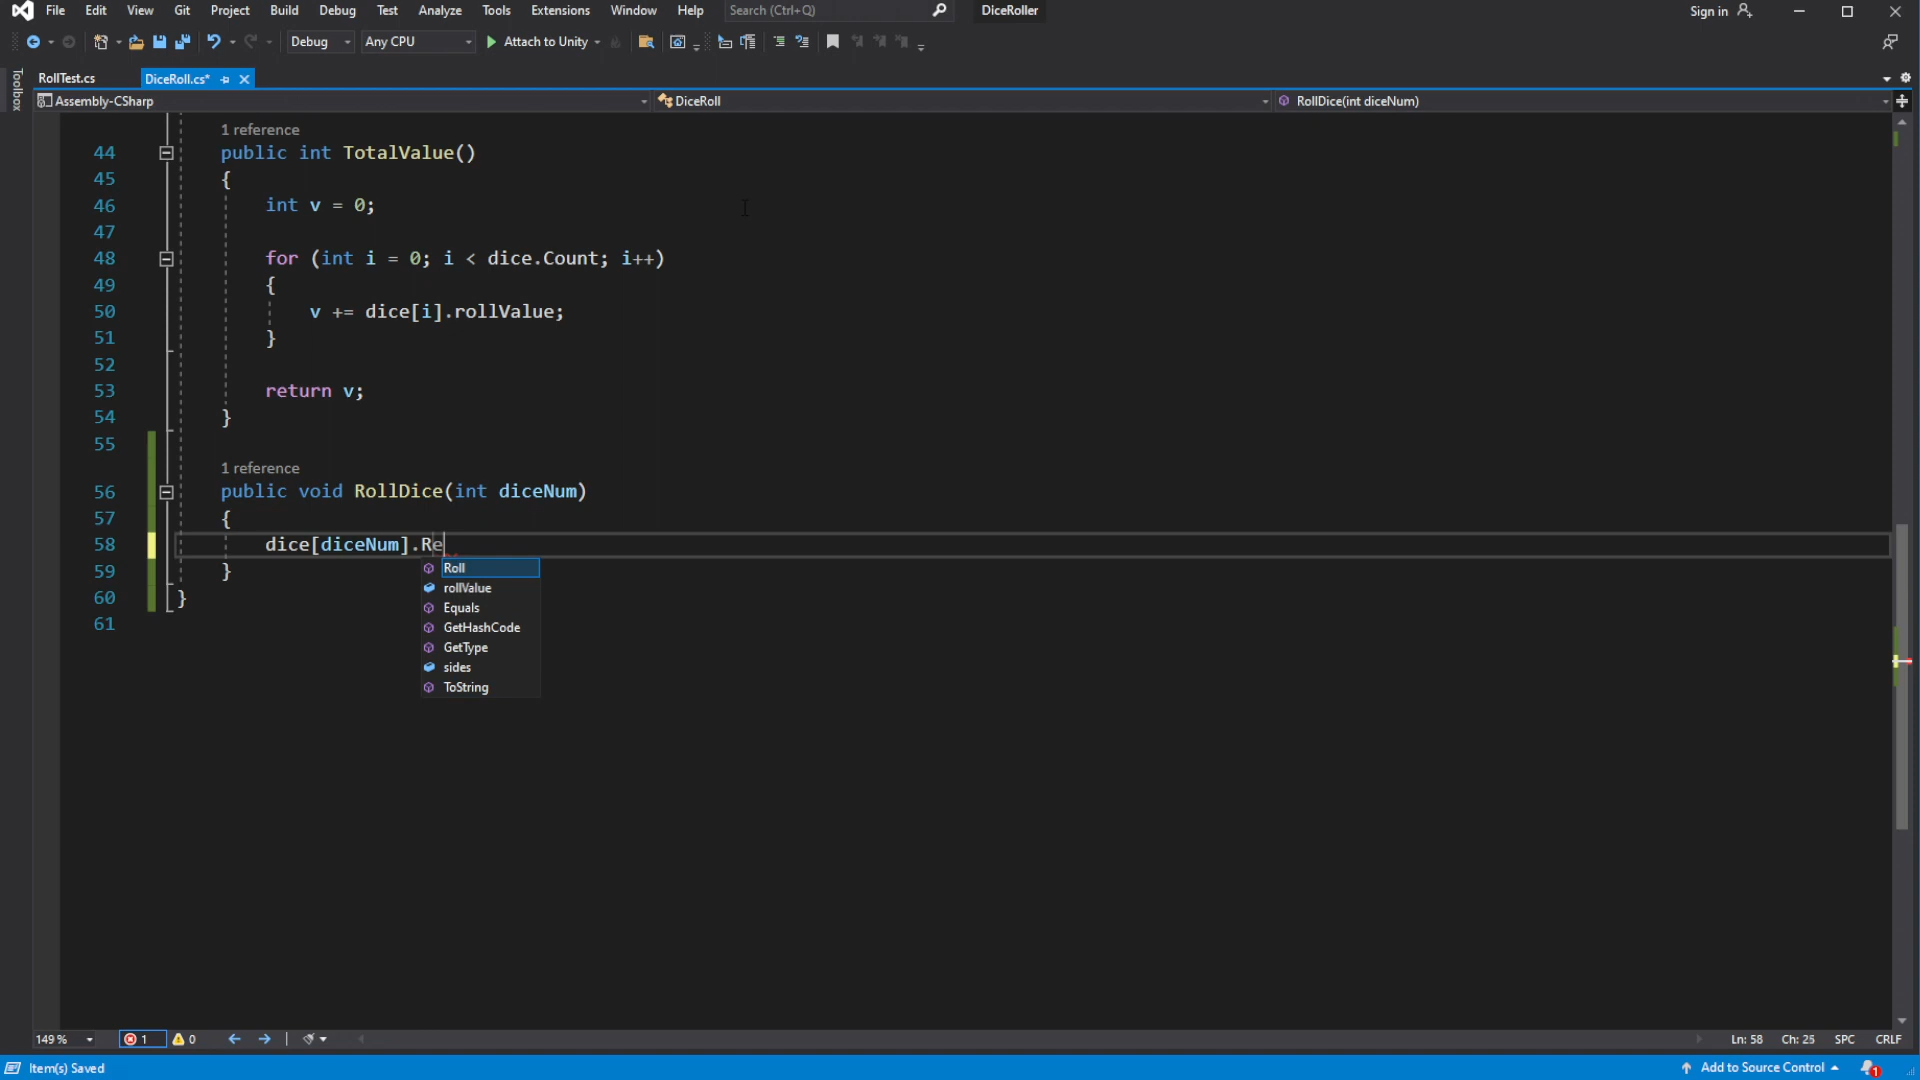 File Edit View Git Project Build Debug Test Analyze Tools Extensions Window Help Search (Ctrl+Q) DiceRoller Sign in
Debug Any CPU Attach to Unity
Toolbox
RollTest.cs DiceRoll.cs*
Assembly-CSharp DiceRoll RollDice(int diceNum)
1 reference
44 public int TotalValue()
45 {
46 int v = 0;
47
48 for (int i = 0; i < dice.Count; i++)
49 {
50 v += dice[i].rollValue;
51 }
52
53 return v;
54 }
55
1 reference
56 public void RollDice(int diceNum)
57 {
58 dice[diceNum].Re
Roll
59 }
rollValue
60 }
Equals
61
GetHashCode
GetType
sides
ToString
149 % 1 0 Ln: 58 Ch: 25 SPC CRLF
Item(s) Saved Add to Source Control 1